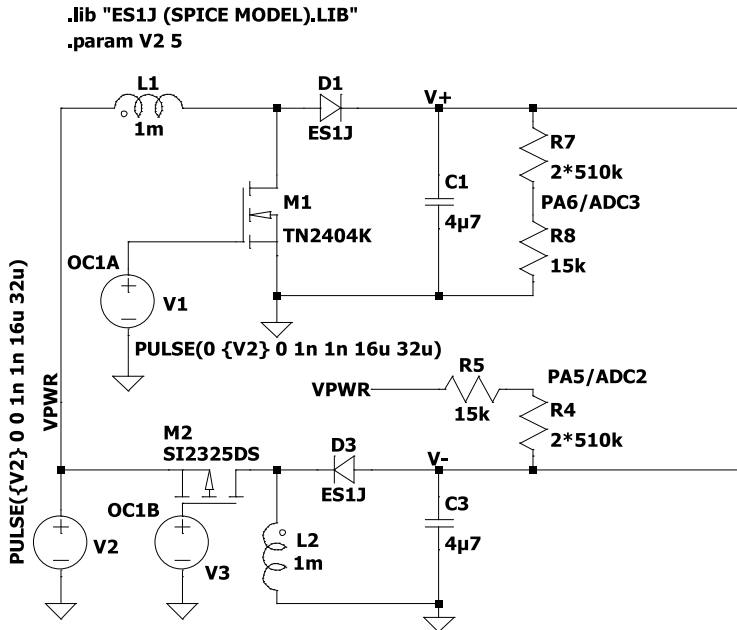 .lib "ES1J (SPICE MODEL).LIB"
.param V2 5
L1
1m
D1
ES1J
V+
R7
2*510k
C1
4µ7
PA6/ADC3
R8
15k
M1
TN2404K
OC1A
V1
PULSE(0 {V2} 0 1n 1n 16u 32u)
VPWR
R5
15k
PA5/ADC2
R4
2*510k
VPWR
PULSE({V2} 0 0 1n 1n 16u 32u)
M2
SI2325DS
D3
ES1J
V-
OC1B
V2
V3
L2
1m
C3
4µ7